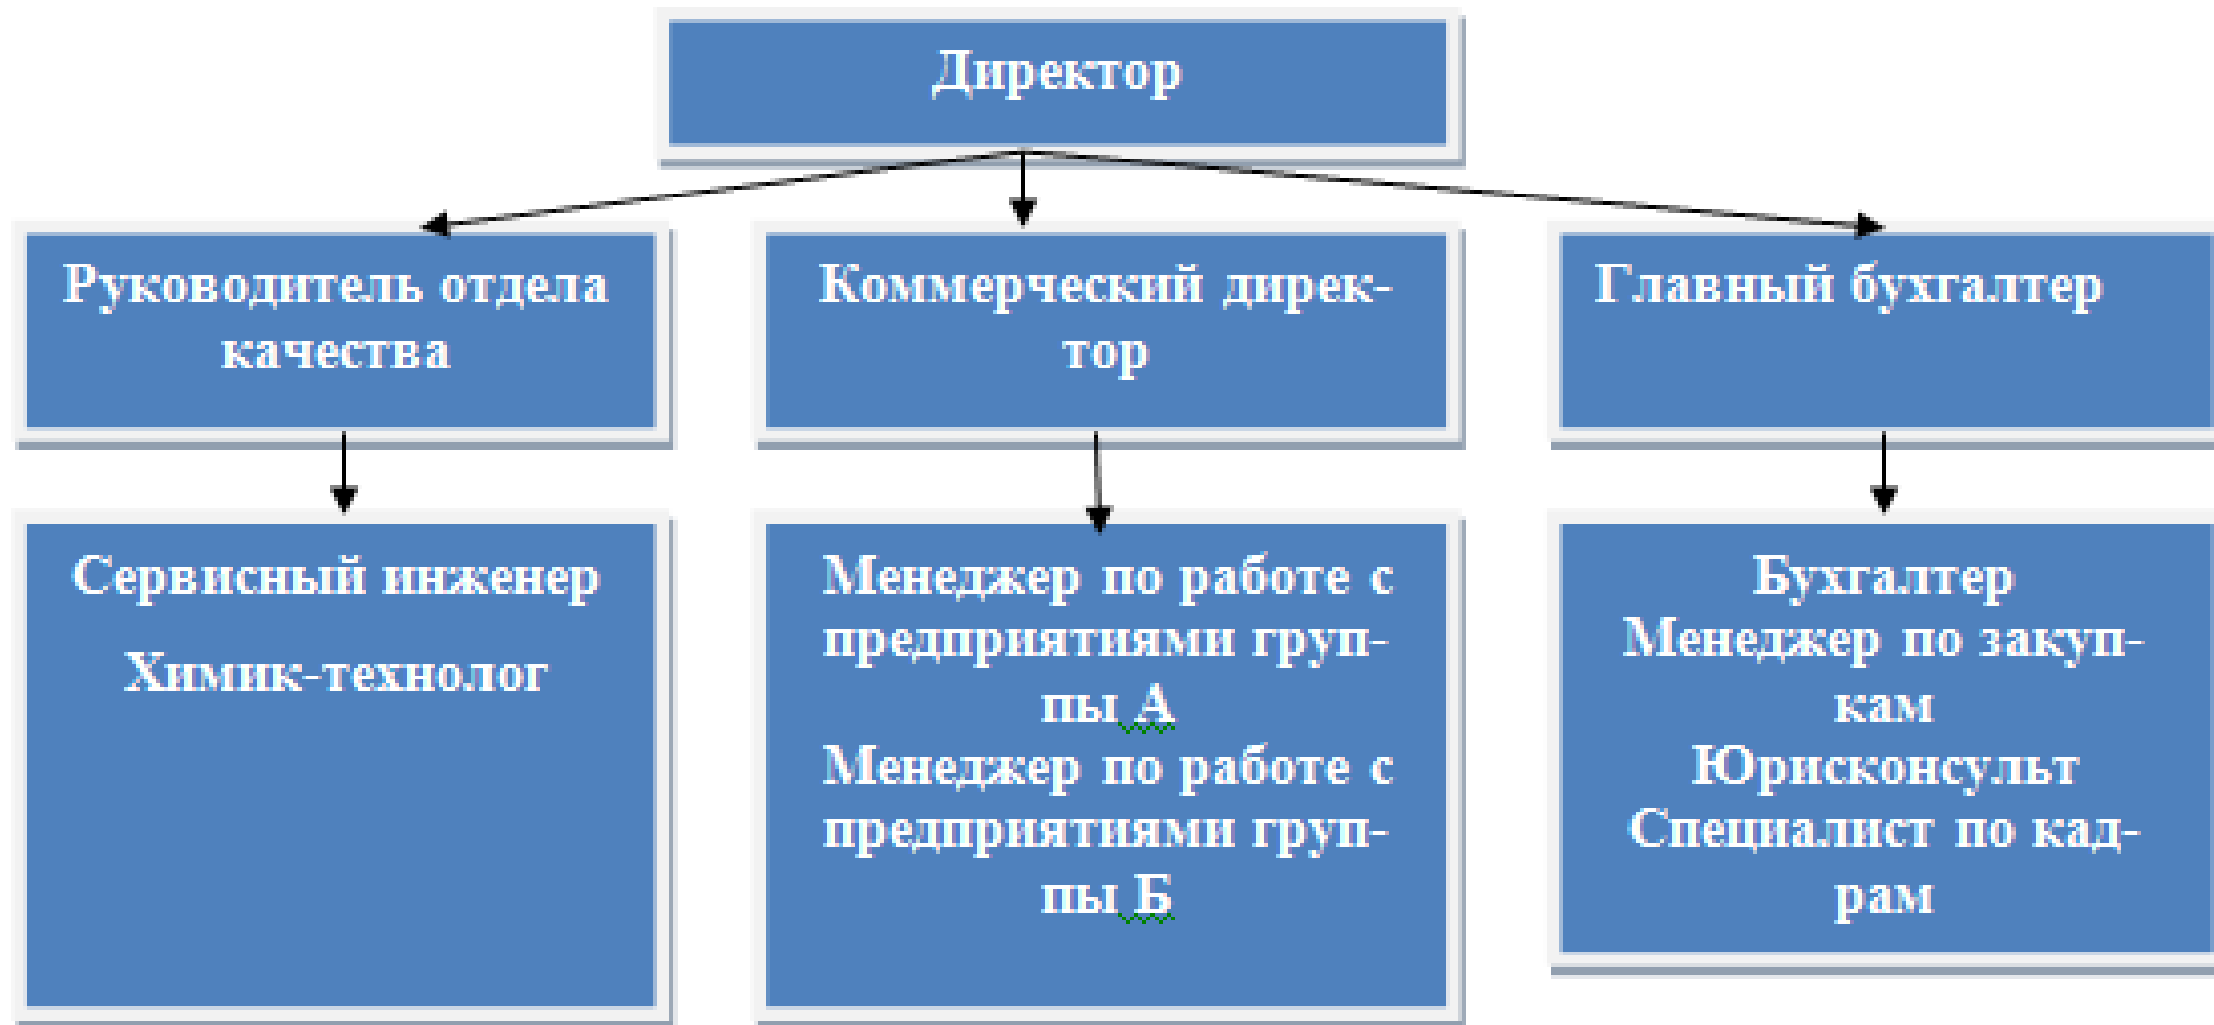 Директор
Руководитель отдела
качества
Коммерческий дирек-
тор
Главный бухгалтер
Сервисный инженер
Химик-технолог
Менеджер по работе с
предприятиями груп-
пы А
Менеджер по работе с
предприятиями груп-
пы Б
Бухгалтер
Менеджер по закуп-
кам
Юрисконсульт
Специалист по кад-
рам